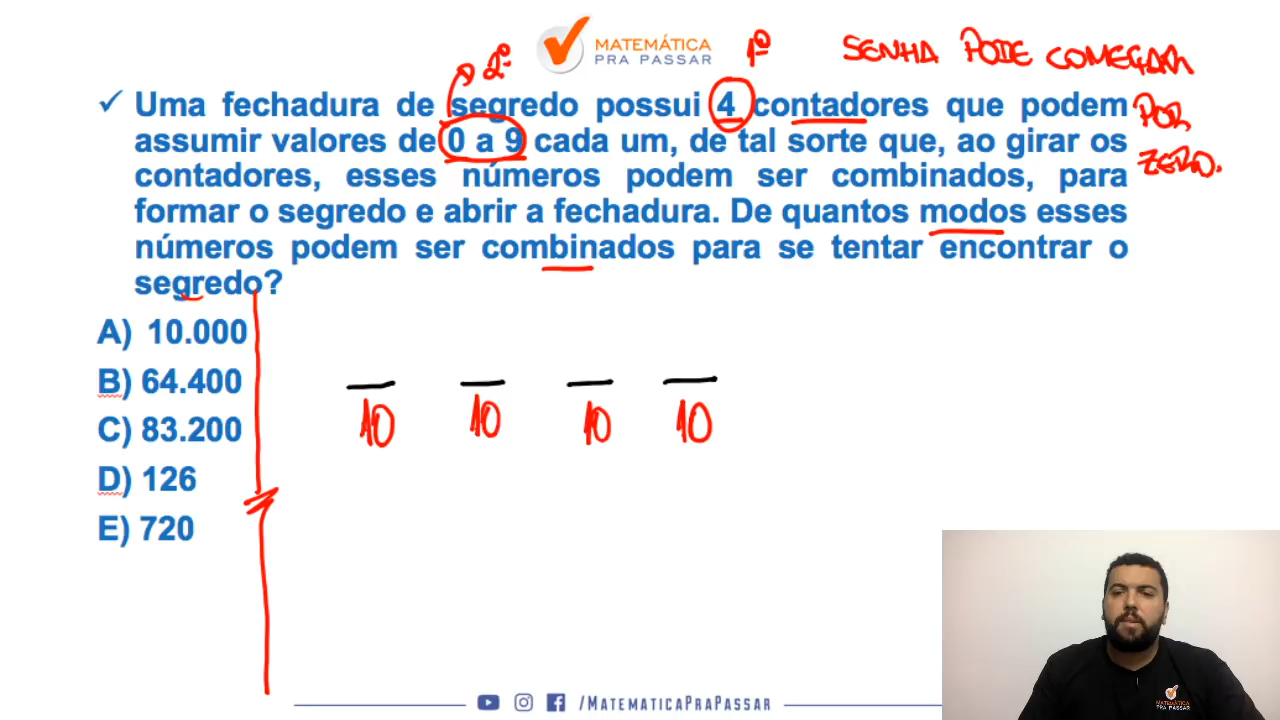 MATEMÁTICA
PRA PASSAR
2º
1º
SENHA PODE COMEÇAR
POR
ZERO.
Uma fechadura de segredo possui 4 contadores que podem
assumir valores de 0 a 9 cada um, de tal sorte que, ao girar os
contadores, esses números podem ser combinados, para
formar o segredo e abrir a fechadura. De quantos modos esses
números podem ser combinados para se tentar encontrar o
segredo?
A) 10.000
B) 64.400
C) 83.200
D) 126
E) 720
10 10 10 10
MATEMÁTICA
PRA PASSAR
/MATEMATICAPRAPASSAR